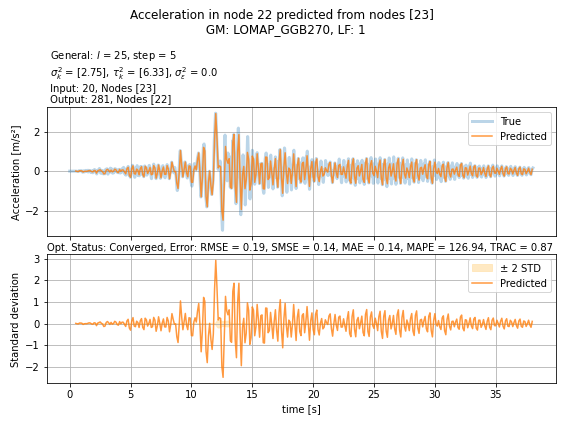 Acceleration in node 22 predicted from nodes [23]
GM: LOMAP_GGB270, LF: 1
General: l = 25, step = 5
σ²ₖ = [2.75], τ²ₖ = [6.33], σ²ε = 0.0
Input: 20, Nodes [23]
Output: 281, Nodes [22]
Acceleration [m/s²]
2
0
−2
True
Predicted
Opt. Status: Converged, Error: RMSE = 0.19, SMSE = 0.14, MAE = 0.14, MAPE = 126.94, TRAC = 0.87
Standard deviation
3
2
1
0
−1
−2
± 2 STD
Predicted
0 5 10 15 20 25 30 35
time [s]